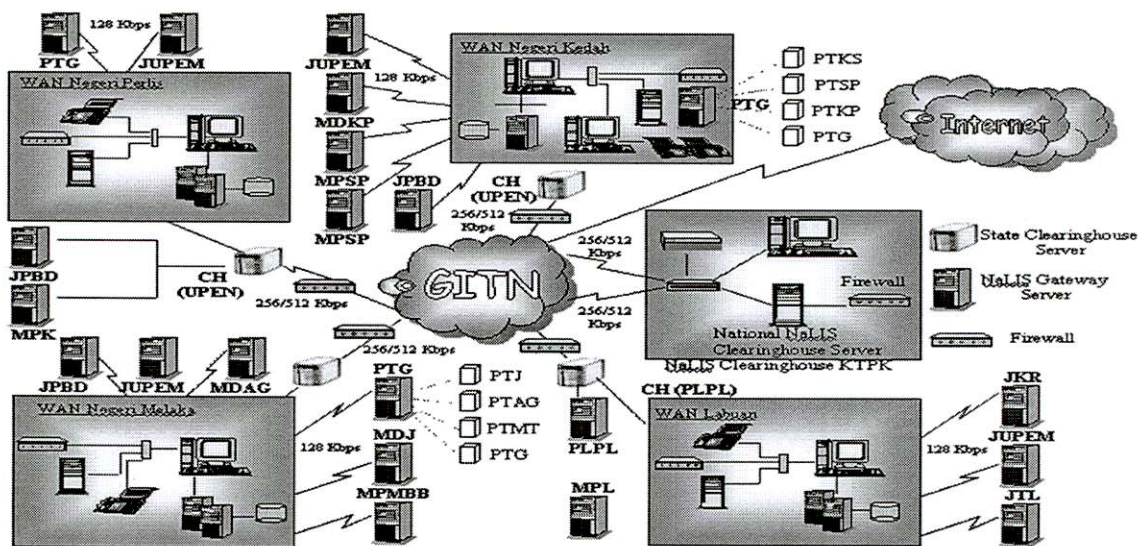 128 Kbps
PTG
JUPEM
WAN Negeri Perlis
JPBD
MPK
CH
(UPEN)
256/512 Kbps
JUPEM
128 Kbps
MDKP
MPSP
MPSP
JPBD
WAN Negeri Kedah
PTG
PTKS
PTSP
PTKP
PTG
CH
(UPEN)
256/512
Kbps
Internet
GITN
256/512
Kbps
256/512
Kbps
Firewall
National NaLIS
Clearinghouse Server
NaLIS Clearinghouse KTPK
State Clearinghouse
Server
NaLIS Gateway
Server
Firewall
256/512 Kbps
JPBD
JUPEM
MDAG
WAN Negeri Melaka
128 Kbps
PTG
MDJ
MPMBB
PTJ
PTAG
PTMT
PTG
CH (PLPL)
PLPL
MPL
WAN Labuan
JKR
JUPEM
128 Kbps
JTL